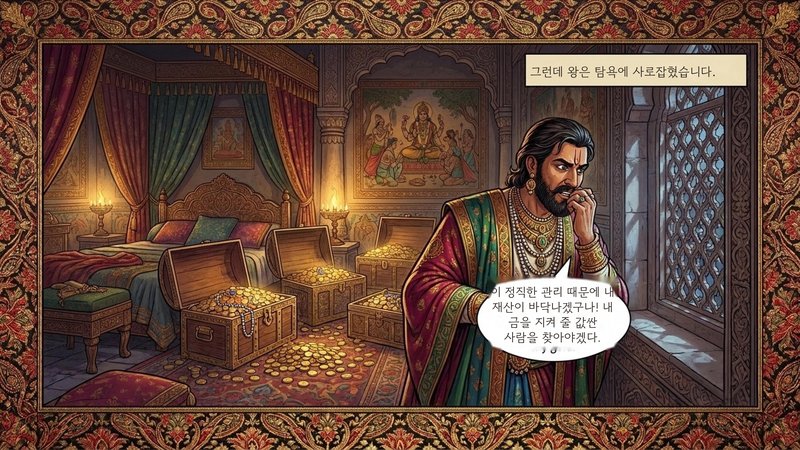 그런데 왕은 탐욕에 사로잡혔습니다.
이 정직한 관리 때문에 내
재산이 바닥나겠구나! 내
금을 지켜 줄 값싼
사람을 찾아야겠다.